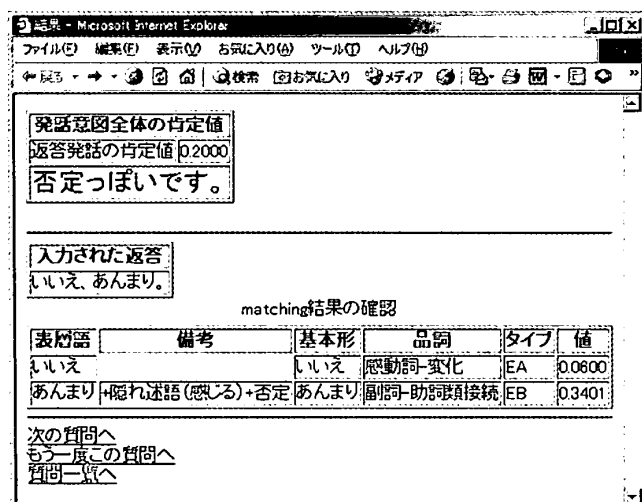 結果 - Microsoft Internet Explorer
ファイル(F) 編集(E) 表示(V) お気に入り(A) ツール(T) ヘルプ(H)
戻る 検索 お気に入り メディア
発話意図全体の肯定値
返答発話の肯定値 0.2000
否定っぽいです。
入力された返答
いいえ、あんまり。
matching結果の確認
表層語 備考 基本形 品詞 タイプ 値
いいえ いいえ 感動詞-変化 EA 0.0600
あんまり +隠れ述語(感じる)+否定 あんまり 副詞-助詞類接続 EB 0.3401
次の質問へ
もう一度この質問へ
質問一覧へ